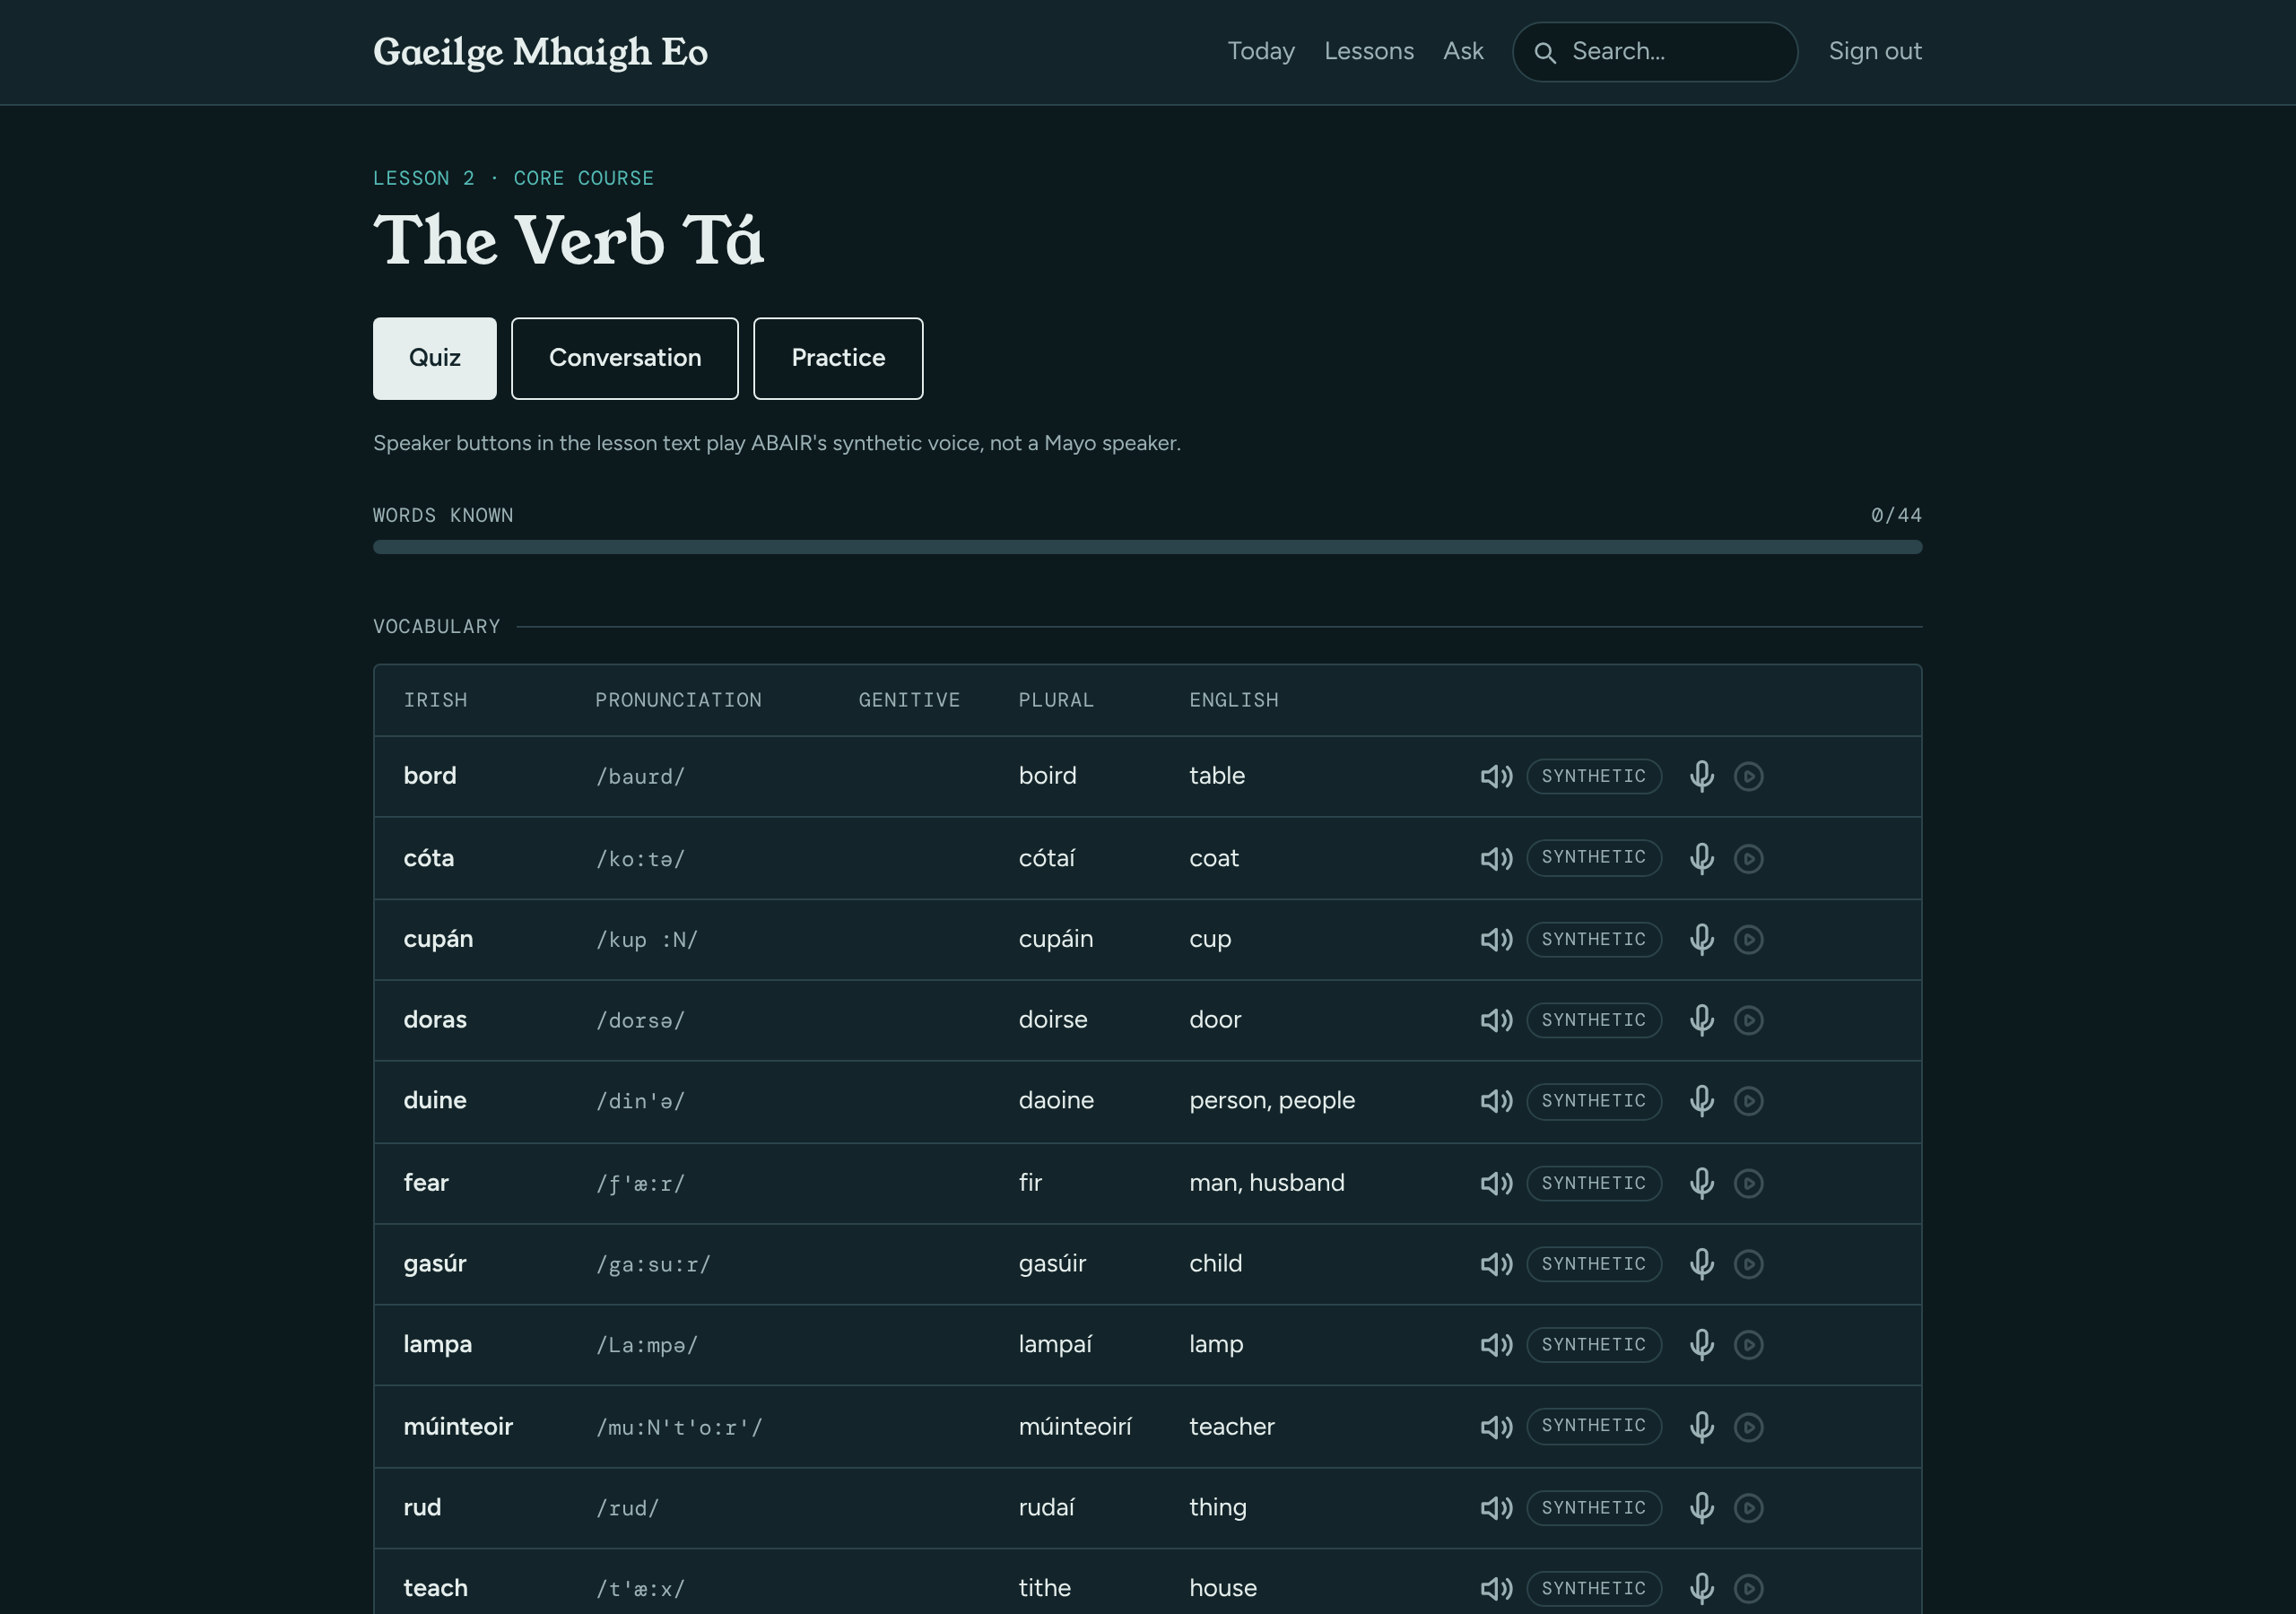 Gaeilge Mhaigh Eo Today Lessons Ask Search... Sign out
LESSON 2 · CORE COURSE
The Verb Tá
Quiz Conversation Practice
Speaker buttons in the lesson text play ABAIR's synthetic voice, not a Mayo speaker.
WORDS KNOWN 0/44
VOCABULARY
IRISH PRONUNCIATION GENITIVE PLURAL ENGLISH
bord /baurd/ boird table SYNTHETIC
cóta /ko:tə/ cótaí coat SYNTHETIC
cupán /kup :N/ cupáin cup SYNTHETIC
doras /dorsə/ doirse door SYNTHETIC
duine /din'ə/ daoine person, people SYNTHETIC
fear /f'æ:r/ fir man, husband SYNTHETIC
gasúr /ga:su:r/ gasúir child SYNTHETIC
lampa /La:mpə/ lampaí lamp SYNTHETIC
múinteoir /mu:N't'o:r'/ múinteoirí teacher SYNTHETIC
rud /rud/ rudaí thing SYNTHETIC
teach /t'æ:x/ tithe house SYNTHETIC